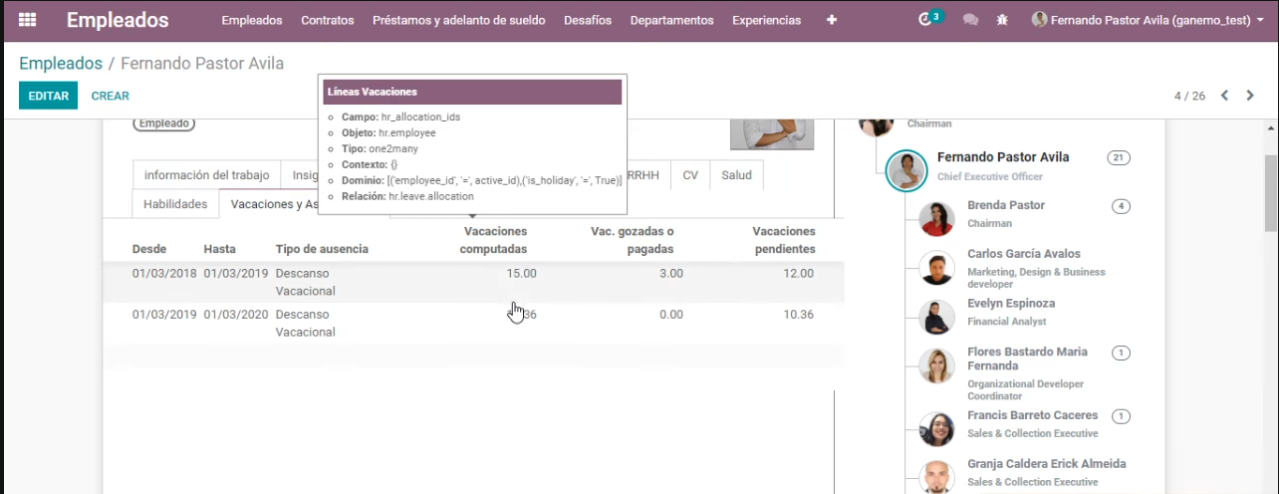 Empleados Empleados Contratos Préstamos y adelanto de sueldo Desafíos Departamentos Experiencias + 3 Fernando Pastor Avila (ganemo_test)
Empleados / Fernando Pastor Avila
EDITAR CREAR 4 / 26
Líneas Vacaciones
Campo: hr_allocation_ids
Objeto: hr.employee
Tipo: one2many
Contexto: {}
Dominio: [('employee_id', '=', active_id),('is_holiday', '=', True)]
Relación: hr.leave.allocation
Empleado
información del trabajo Insig RRHH CV Salud
Habilidades Vacaciones y As
Desde Hasta Tipo de ausencia Vacaciones computadas Vac. gozadas o pagadas Vacaciones pendientes
01/03/2018 01/03/2019 Descanso Vacacional 15.00 3.00 12.00
01/03/2019 01/03/2020 Descanso Vacacional 36 0.00 10.36
Chairman
Fernando Pastor Avila 21
Chief Executive Officer
Brenda Pastor 4
Chairman
Carlos García Avalos
Marketing, Design & Business
developer
Evelyn Espinoza
Financial Analyst
Flores Bastardo Maria 1
Fernanda
Organizational Developer
Coordinator
Francis Barreto Caceres 1
Sales & Collection Executive
Granja Caldera Erick Almeida
Sales & Collection Executive